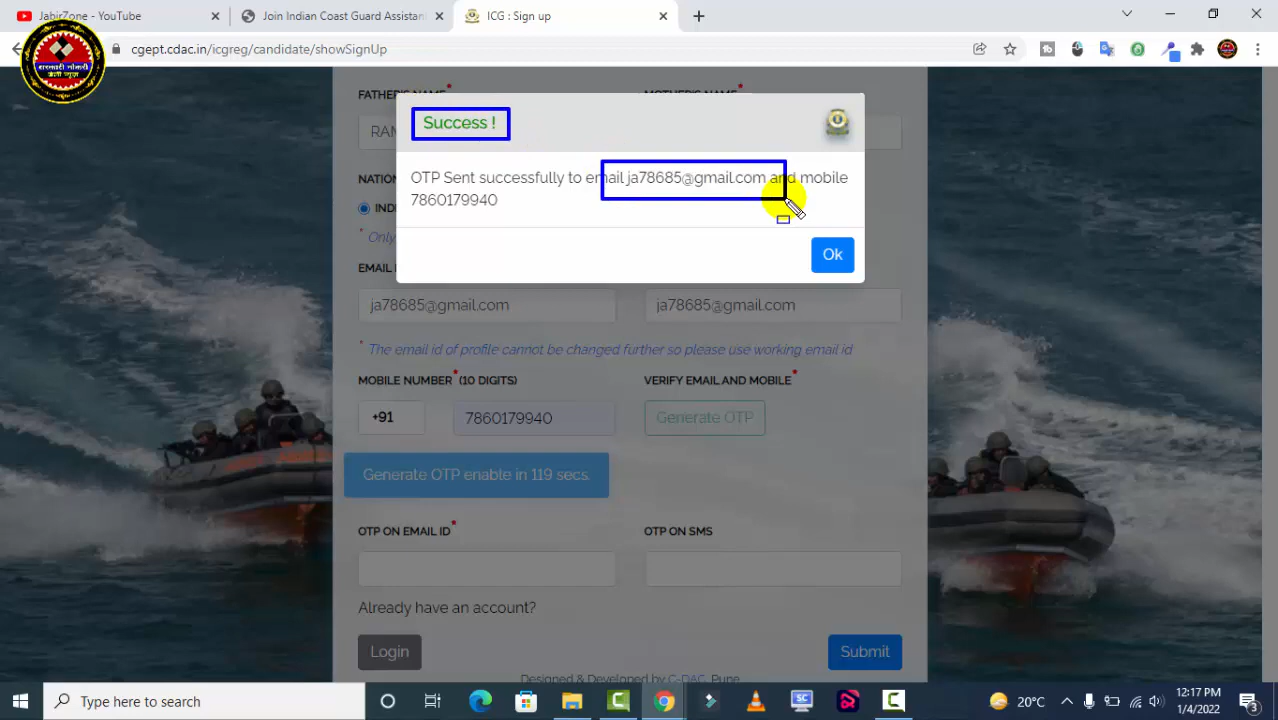 JabirZone - YouTube
Join Indian Coast Guard Assistan
ICG : Sign up
cgept.cdac.in/icgreg/candidate/showSignUp
सरकारी नौकरी
डेली न्यूज़
FATHER'S NAME*
MOTHER'S NAME*
Success !
RAM
OTP Sent successfully to email ja78685@gmail.com and mobile
7860179940
NATION
INDI
* Only
Ok
EMAIL I
ja78685@gmail.com
ja78685@gmail.com
* The email id of profile cannot be changed further so please use working email id
MOBILE NUMBER* (10 DIGITS)
VERIFY EMAIL AND MOBILE*
+91
7860179940
Generate OTP
Generate OTP enable in 119 secs.
OTP ON EMAIL ID*
OTP ON SMS
Already have an account?
Login
Submit
Designed & Developed by C-DAC, Pune
Type here to search
SC
20°C
12:17 PM
1/4/2022
3